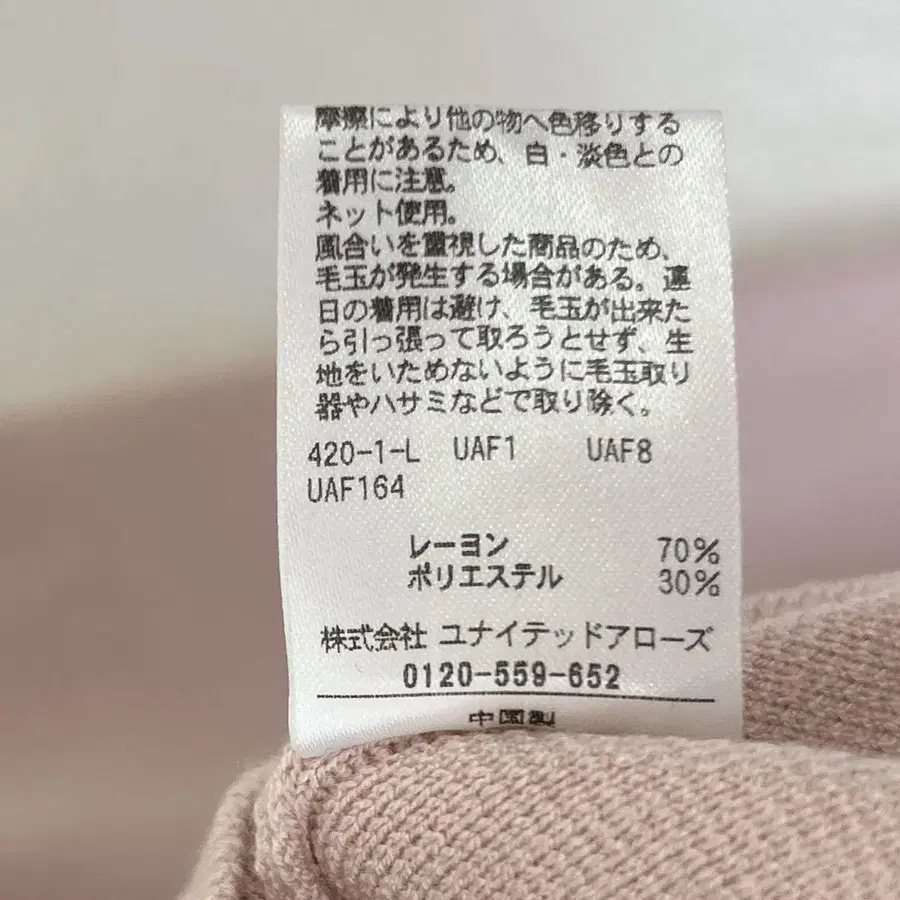 摩擦により他の物へ色移りする
ことがあるため、白・淡色との
着用に注意。
ネット使用。
風合いを重視した商品のため、
毛玉が発生する場合がある。連
日の着用は避け、毛玉が出来た
ら引っ張って取ろうとせず、生
地をいためないように毛玉取り
器やハサミなどで取り除く。
420-1-L UAF1 UAF8
UAF164
レーヨン 70%
ポリエステル 30%
株式会社 ユナイテッドアローズ
0120-559-652
中国製